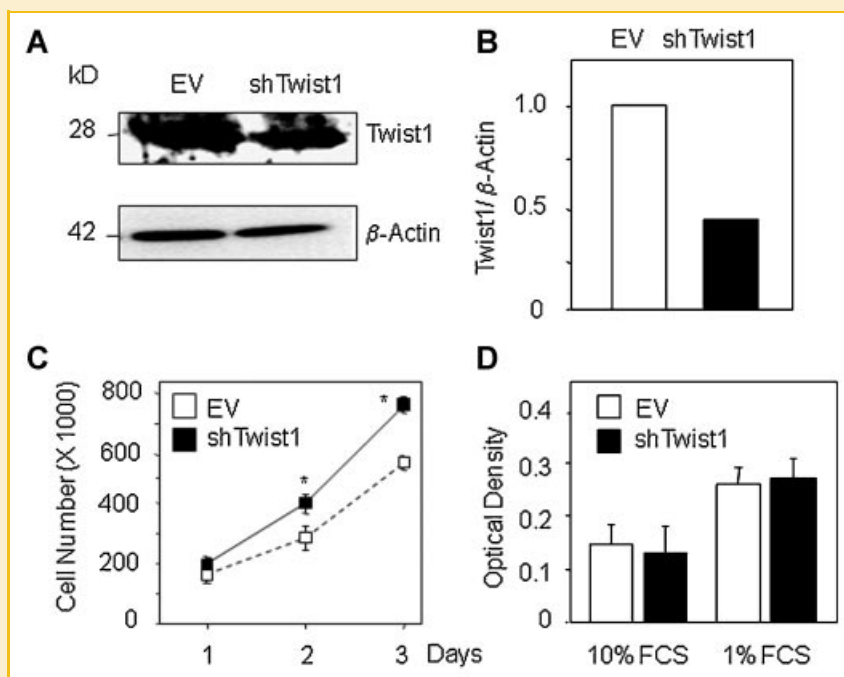 A
kD
EV shTwist1
28
Twist1
42
β-Actin
B
EV shTwist1
Twist1/ β-Actin
1.0
0.5
0
C
Cell Number (X 1000)
800
600
400
200
0
EV
shTwist1
*
*
1 2 3 Days
D
Optical Density
0.4
0.3
0.2
0.1
0
EV
shTwist1
10% FCS 1% FCS